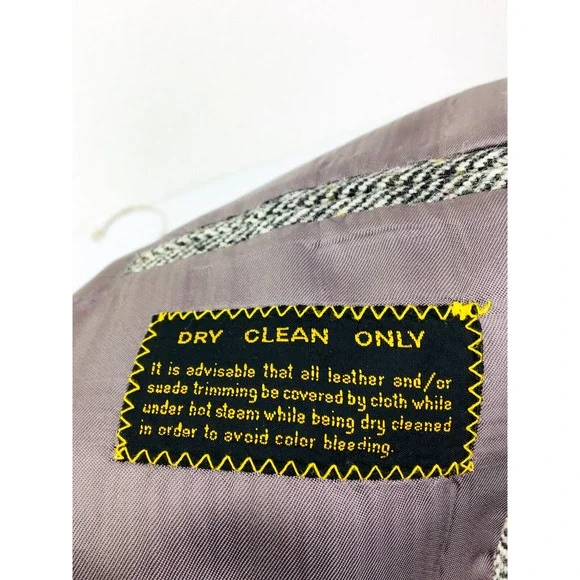 DRY CLEAN ONLY
It is advisable that all leather and/or
suede trimming be covered by cloth while
under hot steam while being dry cleaned
in order to avoid color bleeding.